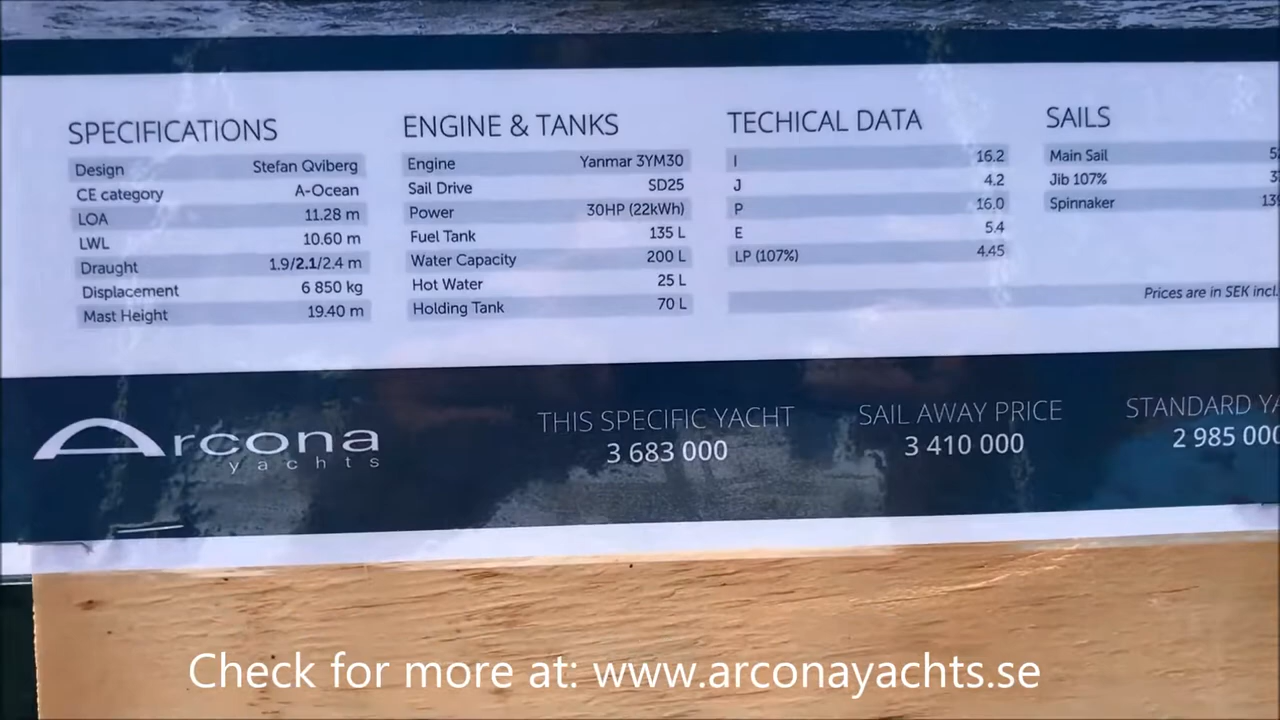 SPECIFICATIONS
Design Stefan Qviberg
CE category A-Ocean
LOA 11.28 m
LWL 10.60 m
Draught 1.9/2.1/2.4 m
Displacement 6 850 kg
Mast Height 19.40 m
ENGINE & TANKS
Engine Yanmar 3YM30
Sail Drive SD25
Power 30HP (22kWh)
Fuel Tank 135 L
Water Capacity 200 L
Hot Water 25 L
Holding Tank 70 L
TECHICAL DATA
I 16.2
J 4.2
P 16.0
E 5.4
LP (107%) 4.45
SAILS
Main Sail
Jib 107%
Spinnaker
Prices are in SEK incl.
Arcona
yachts
THIS SPECIFIC YACHT
3 683 000
SAIL AWAY PRICE
3 410 000
STANDARD
2 985 000
Check for more at: www.arconayachts.se